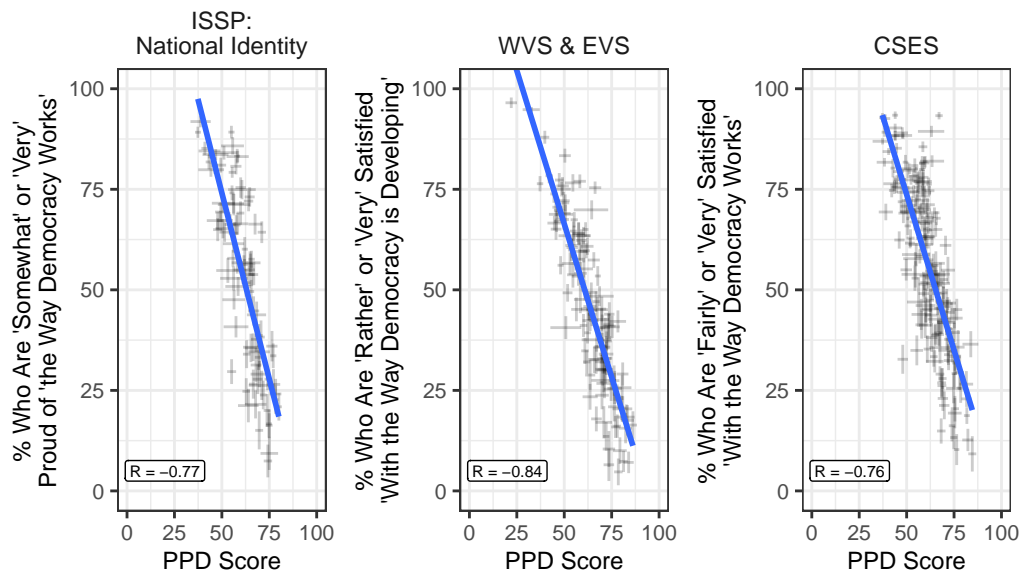 ISSP:
National Identity
WVS & EVS
CSES
% Who Are 'Somewhat' or 'Very'
Proud of 'the Way Democracy Works'
100
75
50
25
0
R = −0.77
0 25 50 75 100
PPD Score
% Who Are 'Rather' or 'Very' Satisfied
'With the Way Democracy is Developing'
100
75
50
25
0
R = −0.84
0 25 50 75 100
PPD Score
% Who Are 'Fairly' or 'Very' Satisfied
'With the Way Democracy Works'
100
75
50
25
0
R = −0.76
0 25 50 75 100
PPD Score